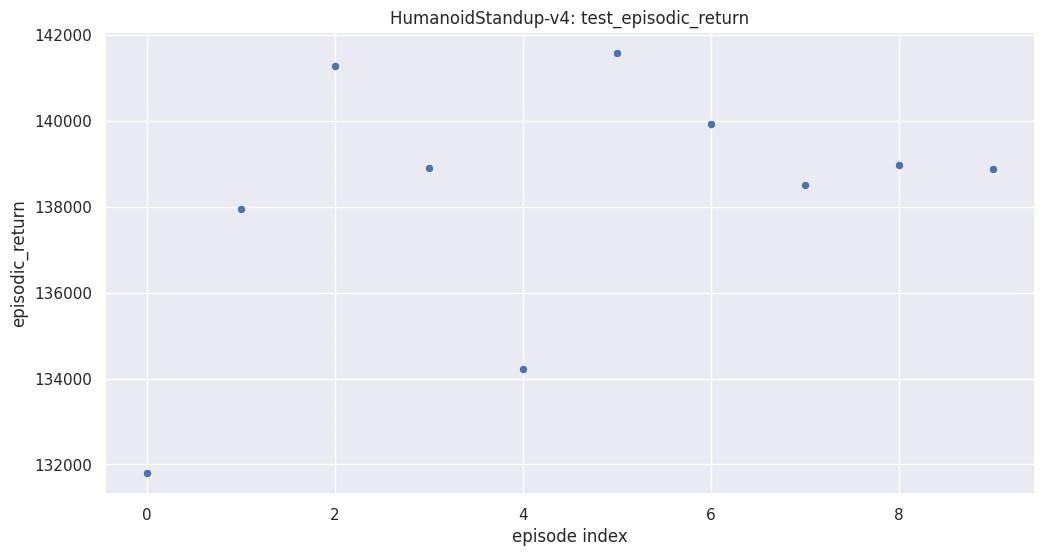 HumanoidStandup-v4: test_episodic_return
142000
140000
138000
136000
134000
132000
episodic_return
0 2 4 6 8
episode index